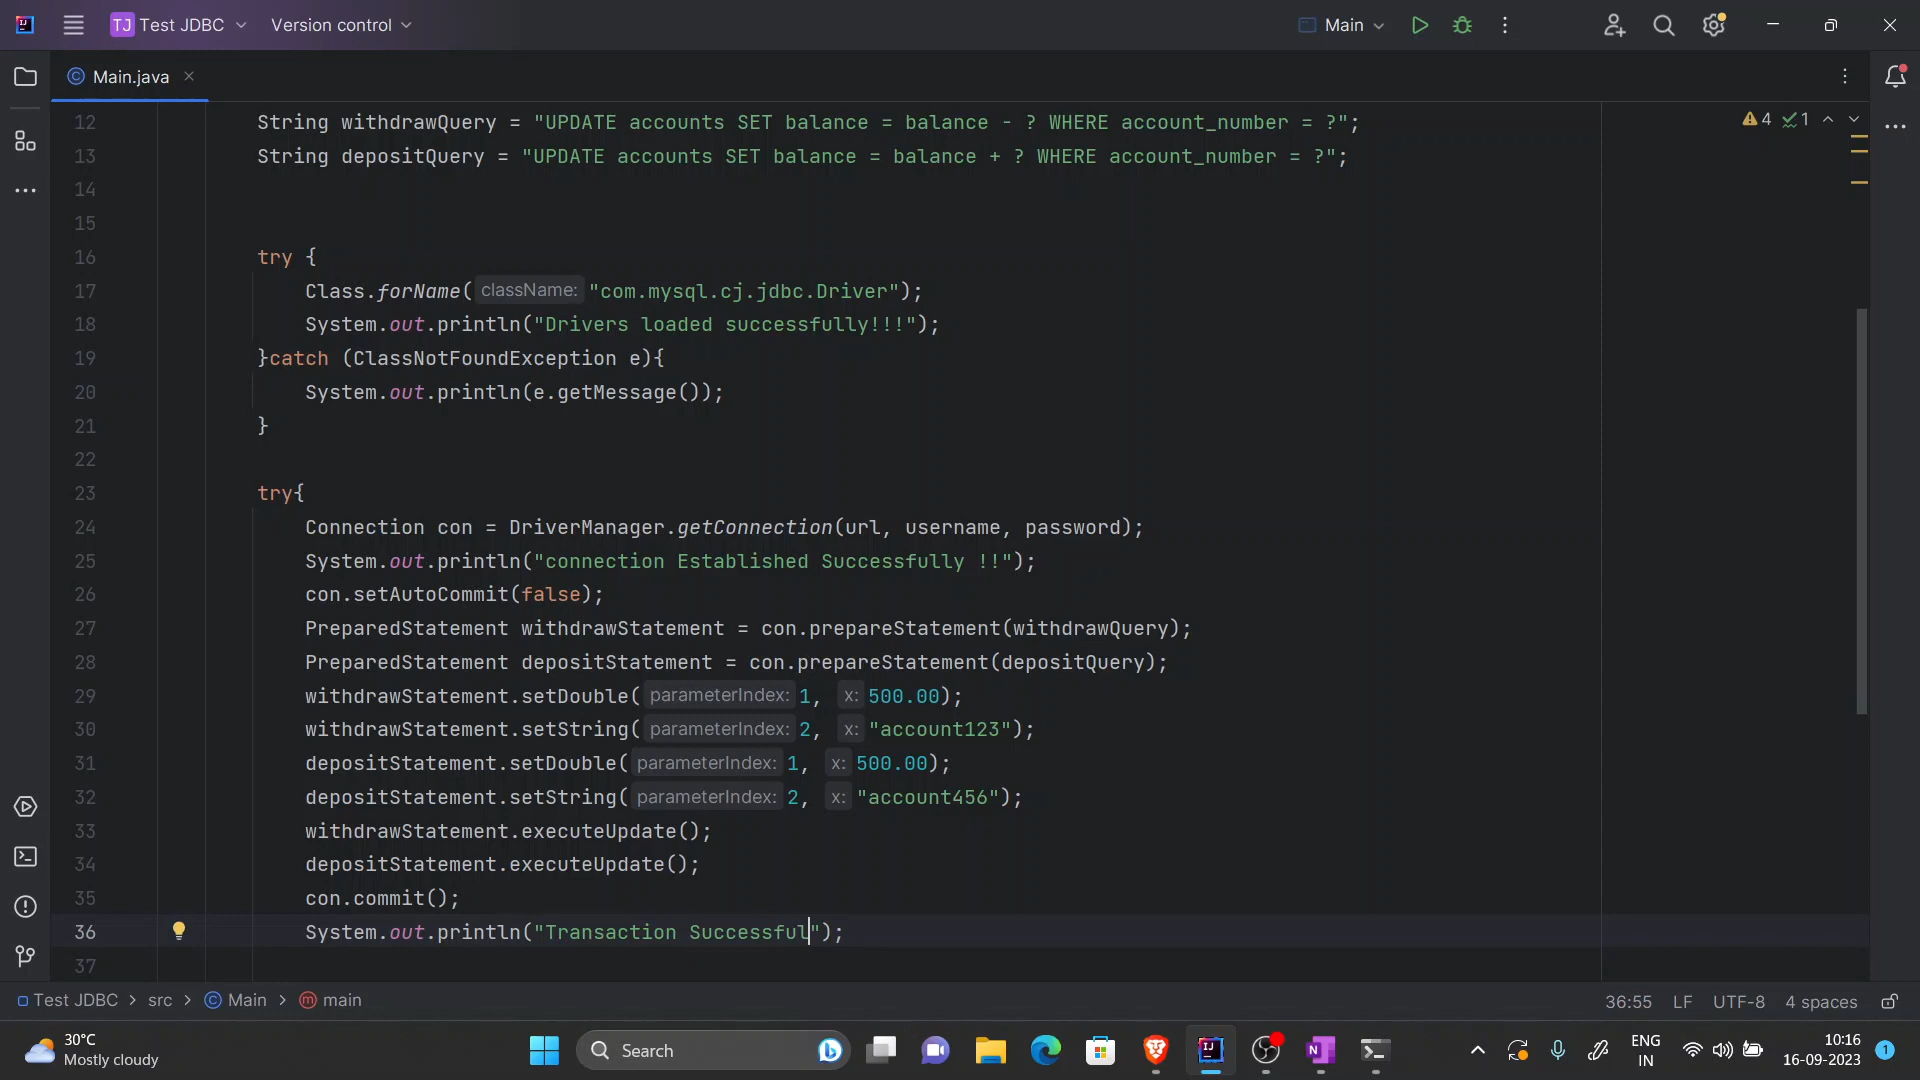 TJ Test JDBC Version control Main
Main.java
4 1
12 String withdrawQuery = "UPDATE accounts SET balance = balance - ? WHERE account_number = ?";
13 String depositQuery = "UPDATE accounts SET balance = balance + ? WHERE account_number = ?";
14
15
16 try {
17 Class.forName( className: "com.mysql.cj.jdbc.Driver");
18 System.out.println("Drivers loaded successfully!!!");
19 }catch (ClassNotFoundException e){
20 System.out.println(e.getMessage());
21 }
22
23 try{
24 Connection con = DriverManager.getConnection(url, username, password);
25 System.out.println("connection Established Successfully !!");
26 con.setAutoCommit(false);
27 PreparedStatement withdrawStatement = con.prepareStatement(withdrawQuery);
28 PreparedStatement depositStatement = con.prepareStatement(depositQuery);
29 withdrawStatement.setDouble( parameterIndex: 1, x: 500.00);
30 withdrawStatement.setString( parameterIndex: 2, x: "account123");
31 depositStatement.setDouble( parameterIndex: 1, x: 500.00);
32 depositStatement.setString( parameterIndex: 2, x: "account456");
33 withdrawStatement.executeUpdate();
34 depositStatement.executeUpdate();
35 con.commit();
36 System.out.println("Transaction Successful");
37
Test JDBC > src > Main > main 36:55 LF UTF-8 4 spaces
30°C
Mostly cloudy
Search
ENG
IN
10:16
16-09-2023
1